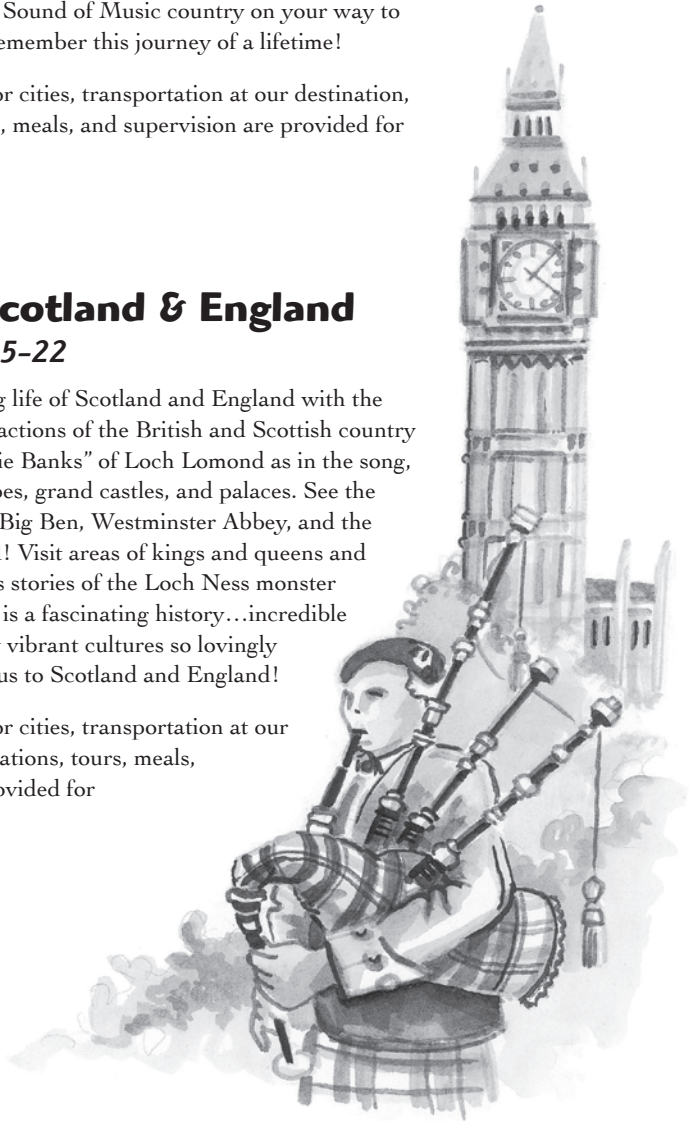 Sound of Music country on your way to
emember this journey of a lifetime!
or cities, transportation at our destination,
, meals, and supervision are provided for
cotland & England
5–22
g life of Scotland and England with the
actions of the British and Scottish country
ie Banks” of Loch Lomond as in the song,
pes, grand castles, and palaces. See the
Big Ben, Westminster Abbey, and the
! Visit areas of kings and queens and
s stories of the Loch Ness monster
is a fascinating history…incredible
vibrant cultures so lovingly
us to Scotland and England!
or cities, transportation at our
ations, tours, meals,
ovided for